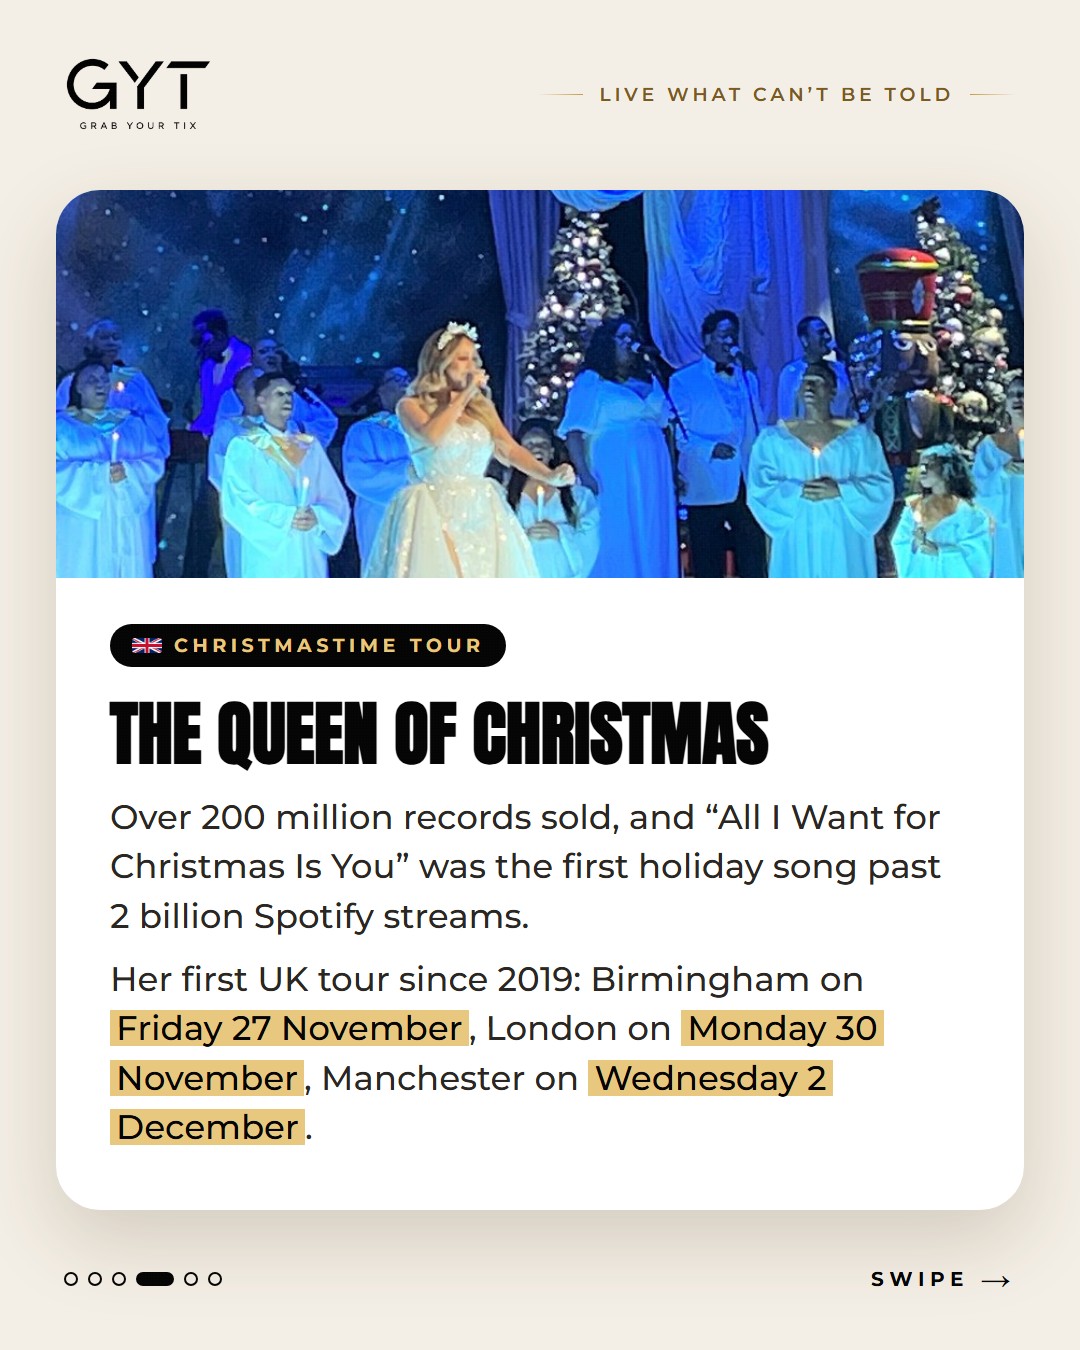 GYT
GRAB YOUR TIX
LIVE WHAT CAN’T BE TOLD
CHRISTMASTIME TOUR
THE QUEEN OF CHRISTMAS
Over 200 million records sold, and “All I Want for
Christmas Is You” was the first holiday song past
2 billion Spotify streams.
Her first UK tour since 2019: Birmingham on
Friday 27 November, London on Monday 30
November, Manchester on Wednesday 2
December.
SWIPE →